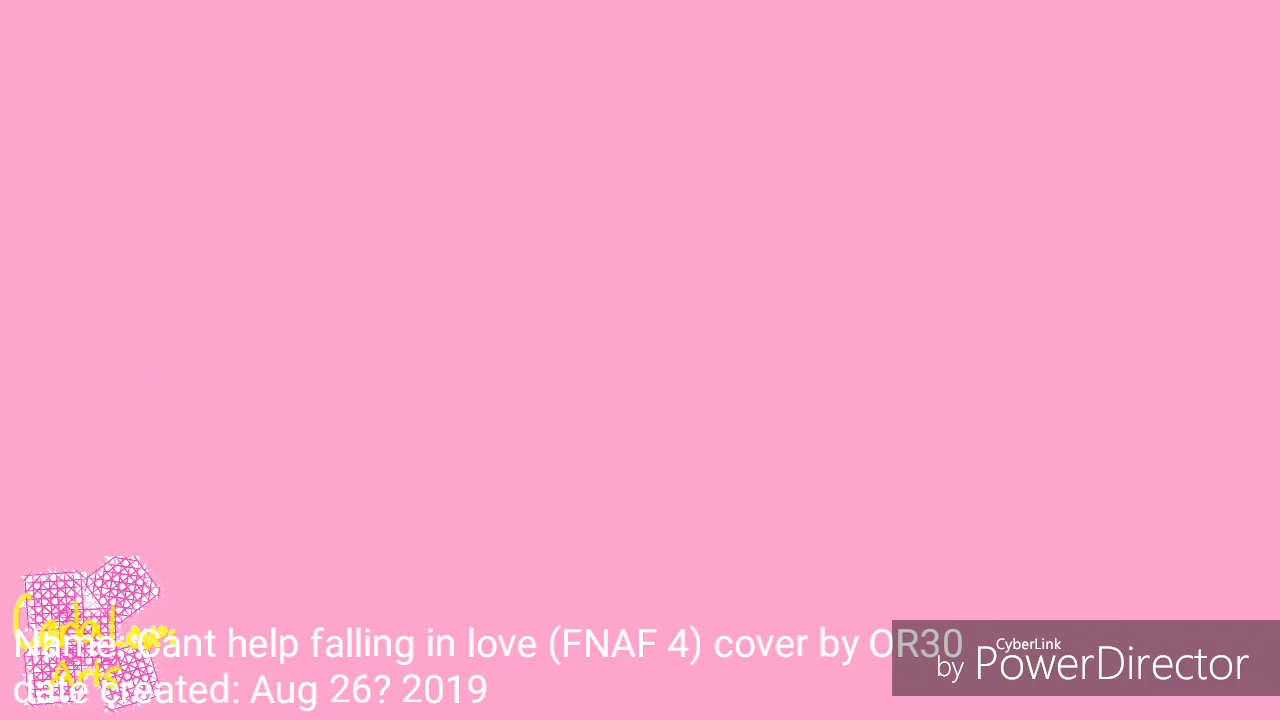 Name: Cant help falling in love (FNAF 4) cover by OR30
date created: Aug 26? 2019
Arts
CyberLink
by PowerDirector